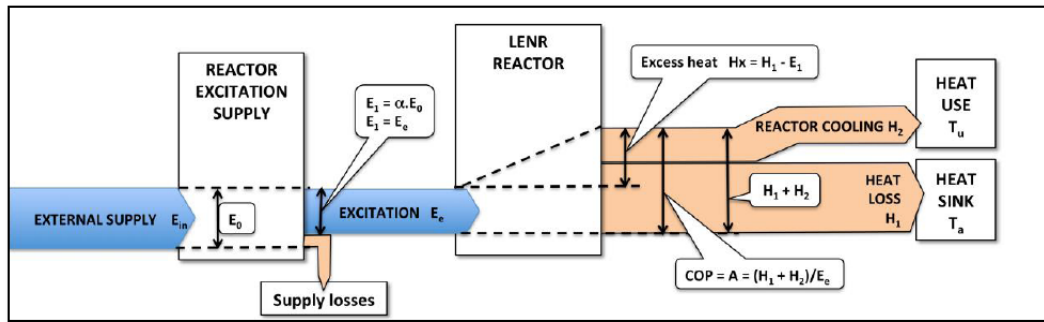 REACTOR
EXCITATION
SUPPLY
LENR
REACTOR
E₁ = α.E₀
E₁ = Eₑ
Excess heat Hx = H₁ - E₁
HEAT
USE
Tᵤ
REACTOR COOLING H₂
EXTERNAL SUPPLY Eᵢₙ
E₀
EXCITATION Eₑ
H₁ + H₂
HEAT
LOSS
H₁
HEAT
SINK
Tₐ
COP = A = (H₁ + H₂)/Eₑ
Supply losses